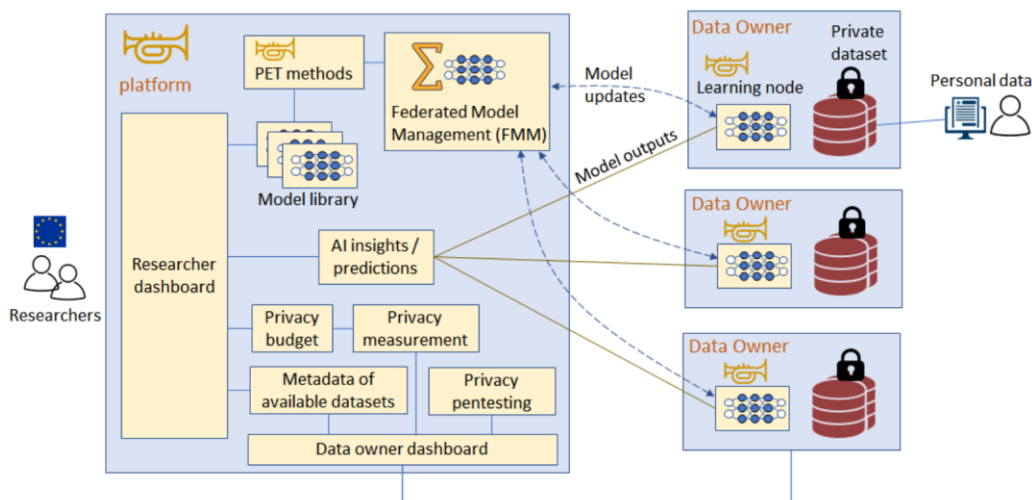 platform
PET methods
Federated Model
Management (FMM)
Model library
Researcher
dashboard
AI insights /
predictions
Privacy
budget
Privacy
measurement
Metadata of
available datasets
Privacy
pentesting
Data owner dashboard
Researchers
Model
updates
Model outputs
Data Owner
Private
dataset
Learning node
Personal data
Data Owner
Data Owner